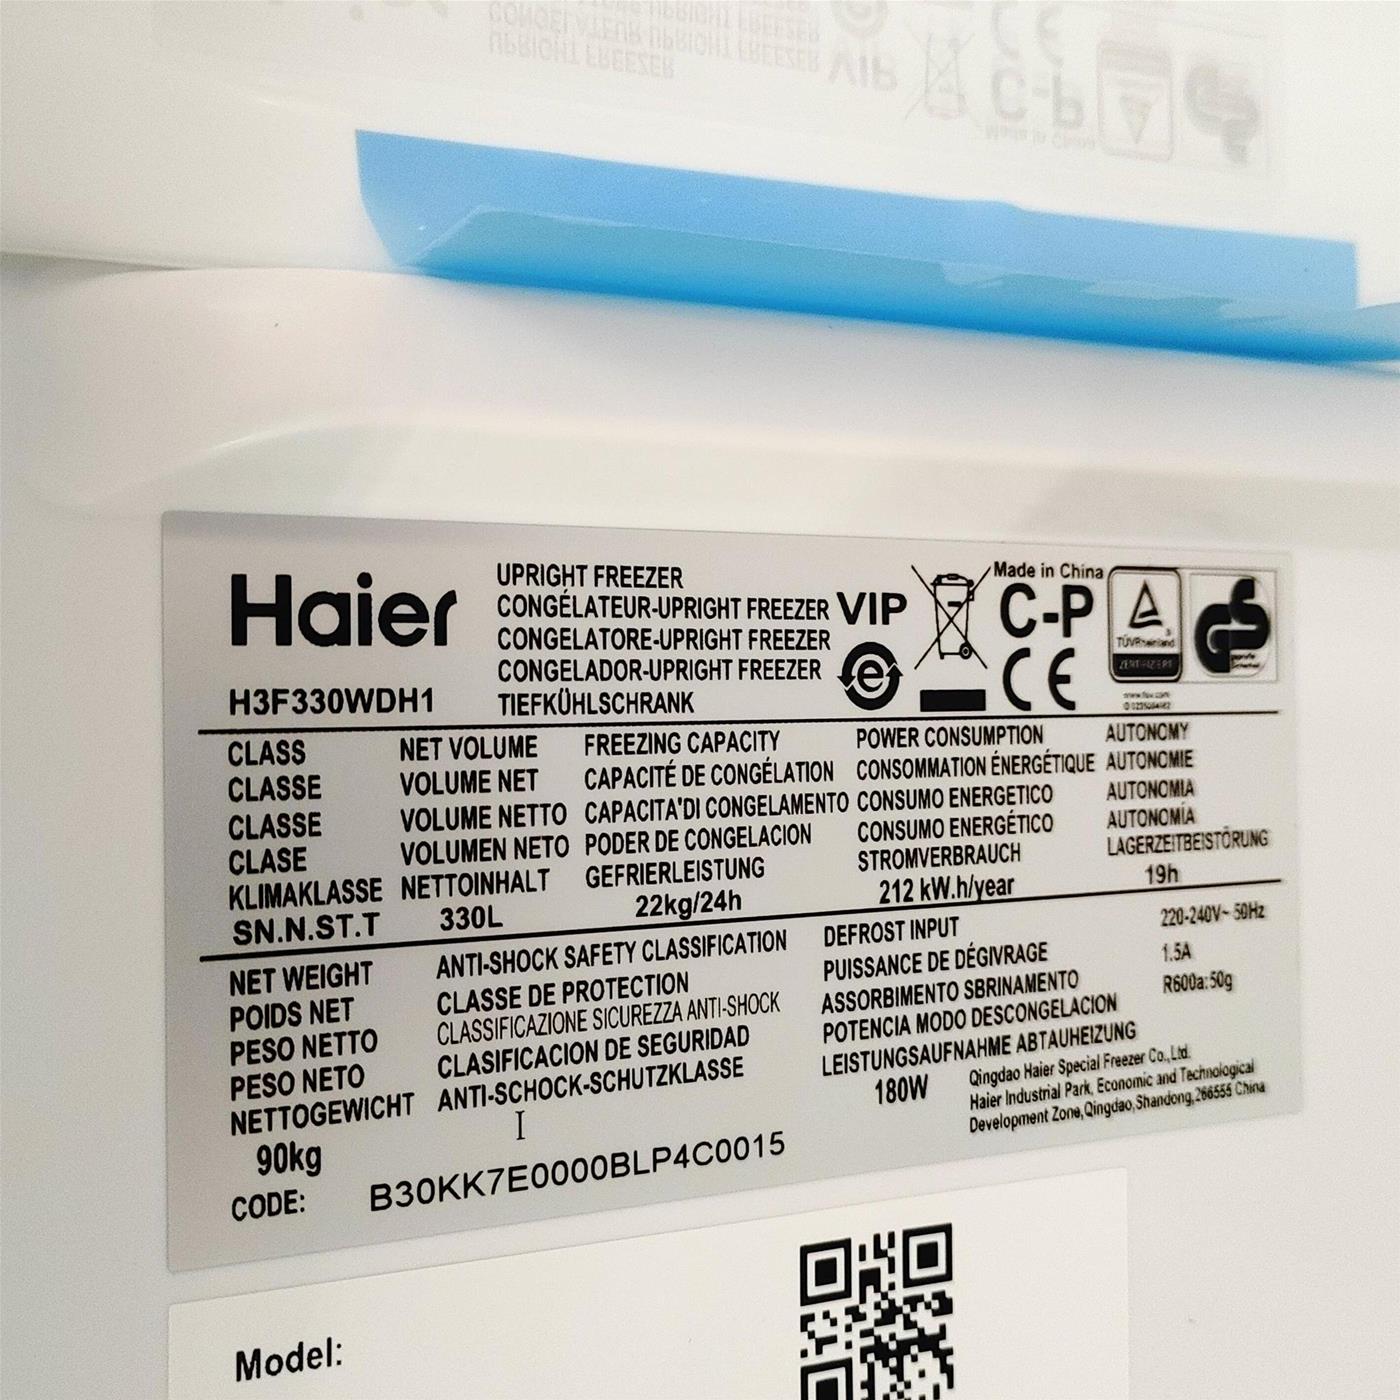 Haier
H3F330WDH1
UPRIGHT FREEZER
CONGÉLATEUR-UPRIGHT FREEZER
CONGELATORE-UPRIGHT FREEZER
CONGELADOR-UPRIGHT FREEZER
TIEFKÜHLSCHRANK
VIP
e
Made in China
C-P
CE
TÜVRheinland
ZERTIFIZIERT
geprüfte
Sicherheit
CLASS
CLASSE
CLASSE
CLASE
KLIMAKLASSE
SN.N.ST.T
NET VOLUME
VOLUME NET
VOLUME NETTO
VOLUMEN NETO
NETTOINHALT
330L
FREEZING CAPACITY
CAPACITÉ DE CONGÉLATION
CAPACITA'DI CONGELAMENTO
PODER DE CONGELACION
GEFRIERLEISTUNG
22kg/24h
POWER CONSUMPTION
CONSOMMATION ÉNERGÉTIQUE
CONSUMO ENERGETICO
CONSUMO ENERGÉTICO
STROMVERBRAUCH
212 kW.h/year
AUTONOMY
AUTONOMIE
AUTONOMIA
AUTONOMÍA
LAGERZEITBEISTÖRUNG
19h
NET WEIGHT
POIDS NET
PESO NETTO
PESO NETO
NETTOGEWICHT
90kg
ANTI-SHOCK SAFETY CLASSIFICATION
CLASSE DE PROTECTION
CLASSIFICAZIONE SICUREZZA ANTI-SHOCK
CLASIFICACION DE SEGURIDAD
ANTI-SCHOCK-SCHUTZKLASSE
I
DEFROST INPUT
PUISSANCE DE DÉGIVRAGE
ASSORBIMENTO SBRINAMENTO
POTENCIA MODO DESCONGELACION
LEISTUNGSAUFNAHME ABTAUHEIZUNG
180W
220-240V~ 50Hz
1.5A
R600a:50g
Qingdao Haier Special Freezer Co.,Ltd.
Haier Industrial Park, Economic and Technological
Development Zone,Qingdao,Shandong,266555 China
CODE: B30KK7E0000BLP4C0015
Model: